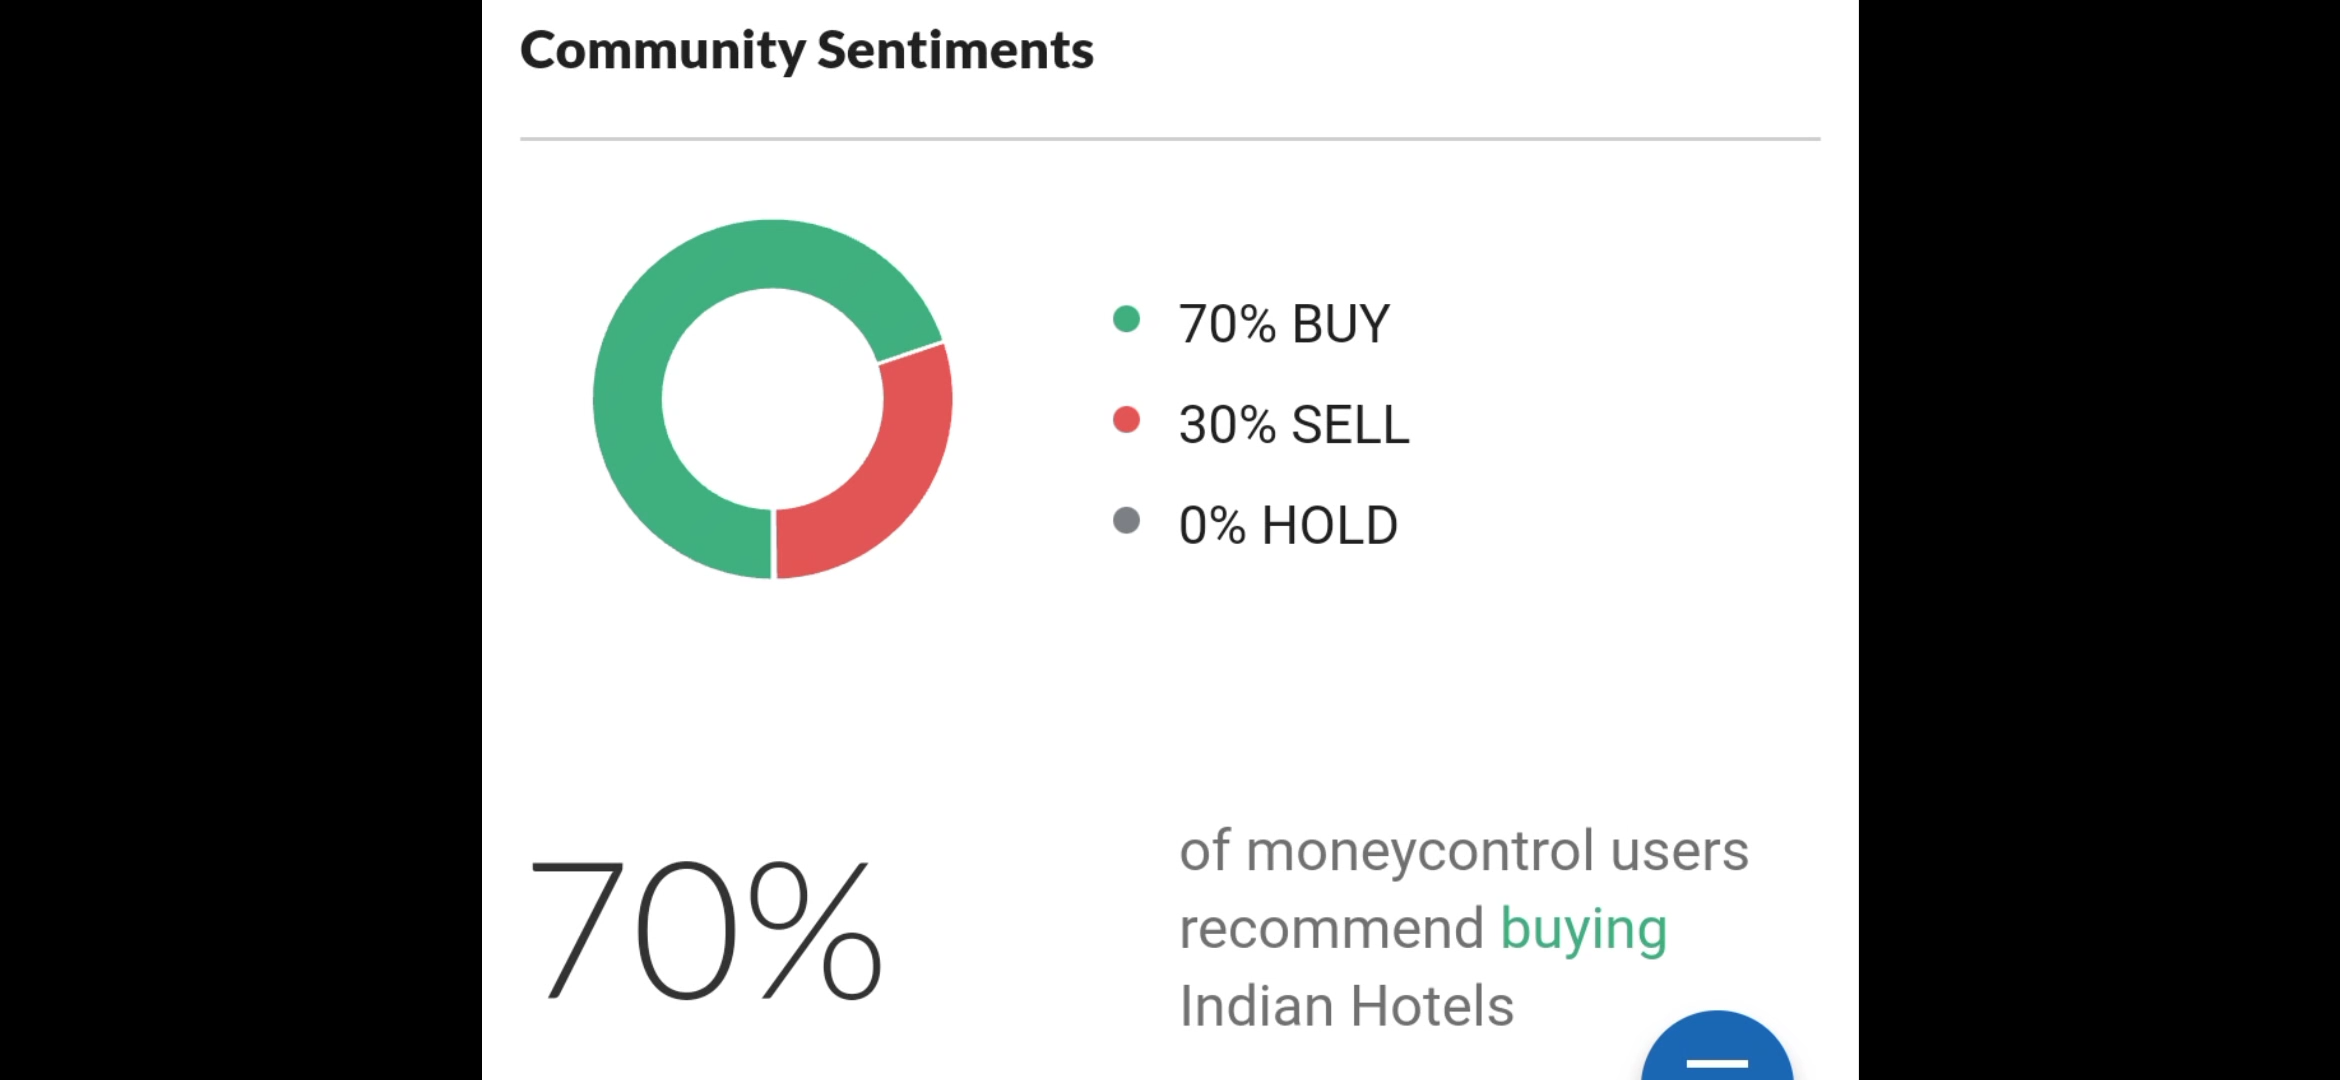 Community Sentiments
70% BUY
30% SELL
0% HOLD
70%
of moneycontrol users
recommend buying
Indian Hotels